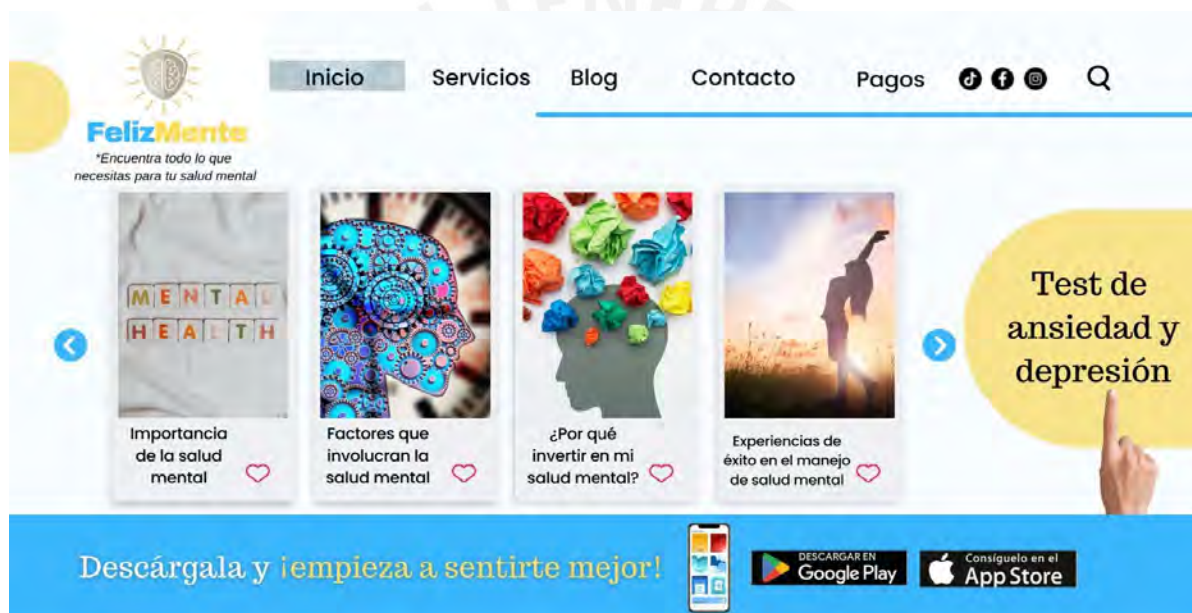 Inicio Servicios Blog Contacto Pagos
FelizMente
*Encuentra todo lo que
necesitas para tu salud mental
MENTAL
HEALTH
Importancia
de la salud
mental
Factores que
involucran la
salud mental
¿Por qué
invertir en mi
salud mental?
Experiencias de
éxito en el manejo
de salud mental
Test de
ansiedad y
depresión
Descárgala y ¡empieza a sentirte mejor!
DESCARGAR EN
Google Play
Consíguelo en el
App Store